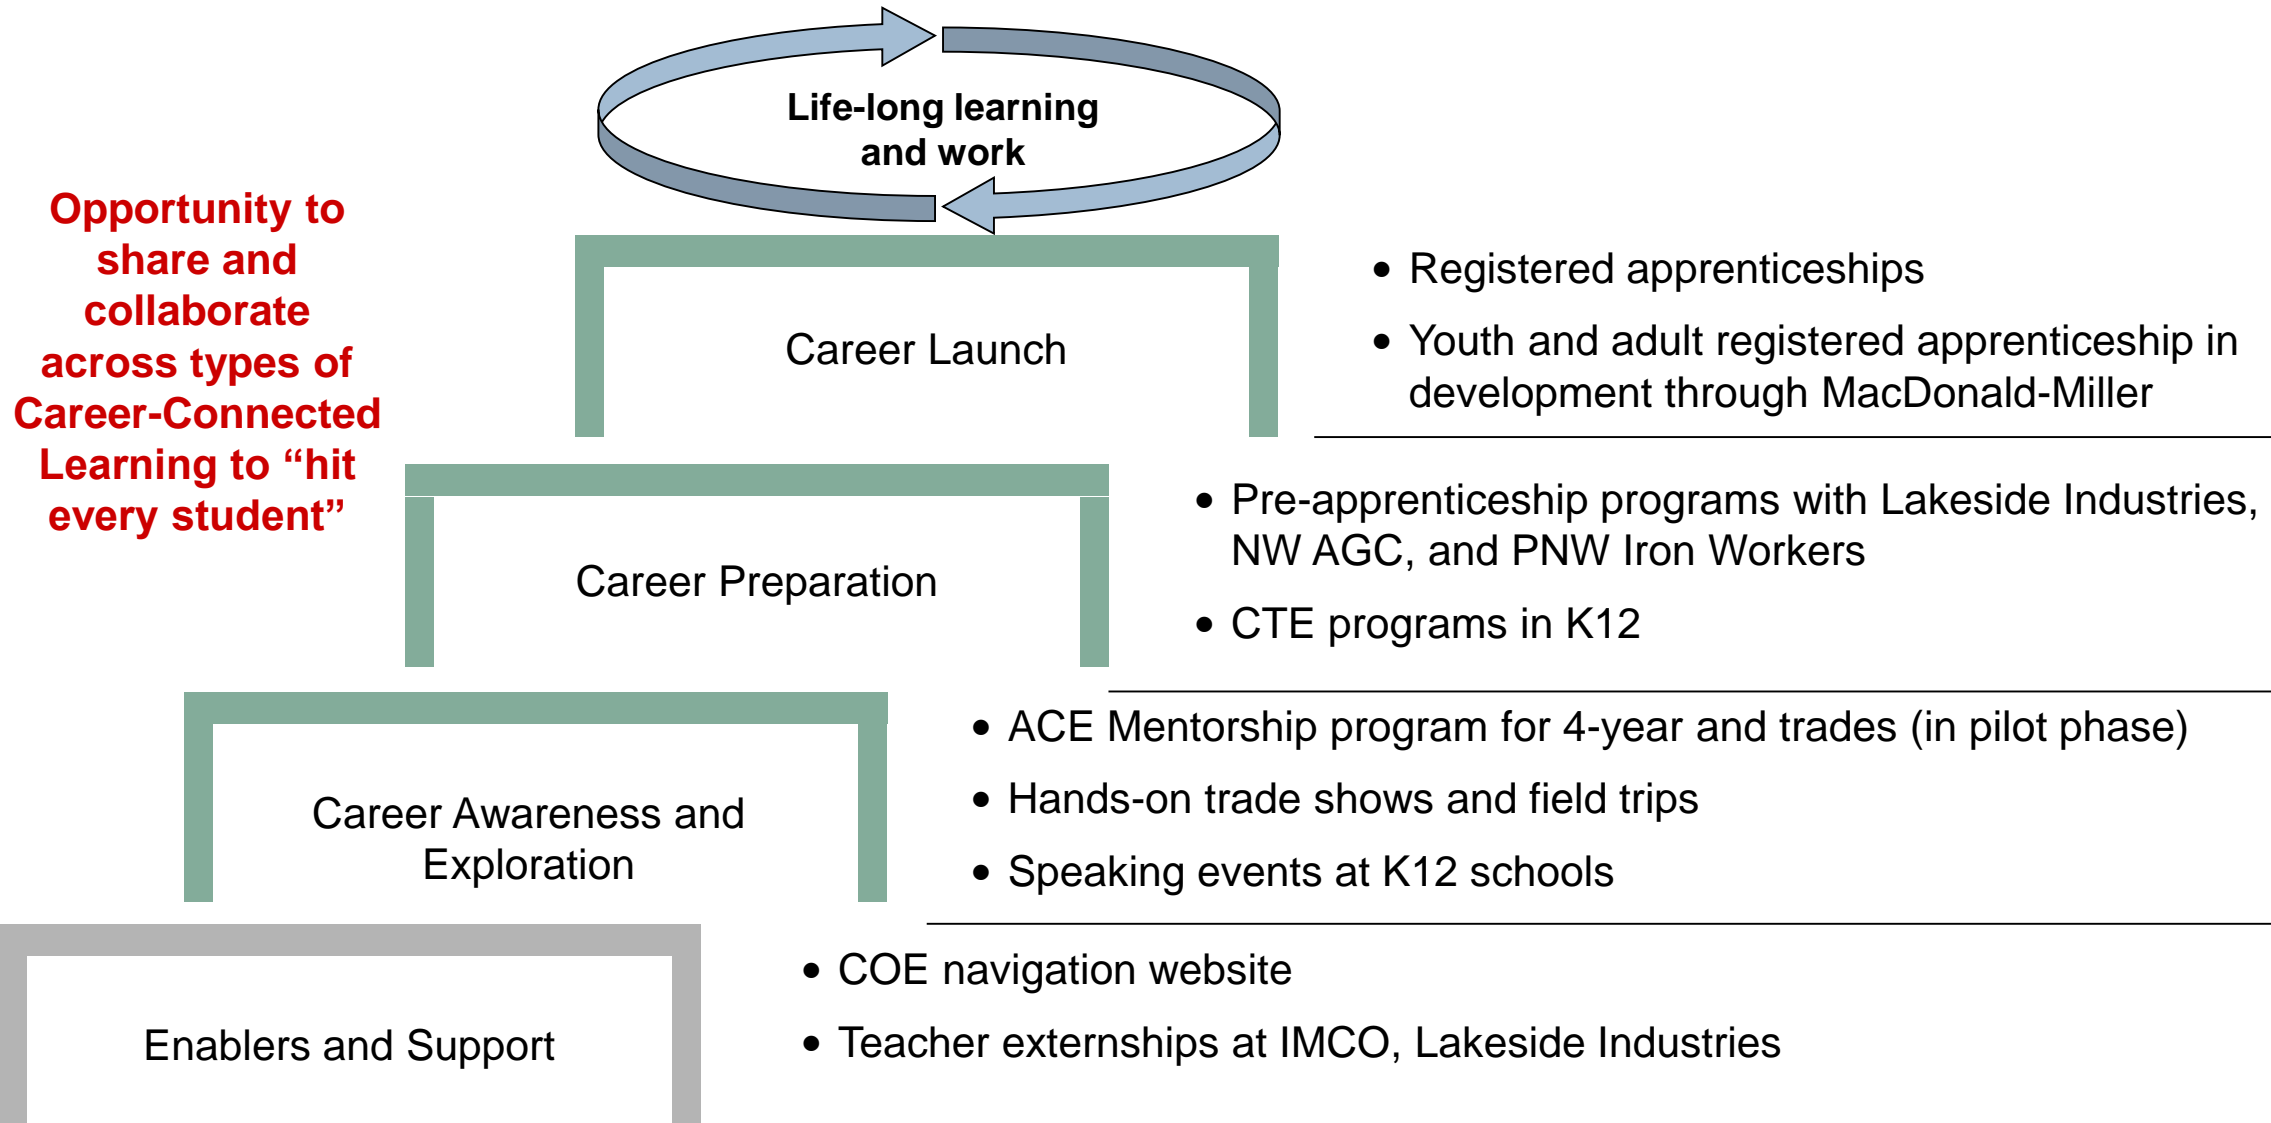 Life-long learning
and work
Opportunity to
share and
collaborate
across types of
Career-Connected
Learning to “hit
every student”
Career Launch
• Registered apprenticeships
• Youth and adult registered apprenticeship in
development through MacDonald-Miller
Career Preparation
• Pre-apprenticeship programs with Lakeside Industries,
NW AGC, and PNW Iron Workers
• CTE programs in K12
Career Awareness and
Exploration
• ACE Mentorship program for 4-year and trades (in pilot phase)
• Hands-on trade shows and field trips
• Speaking events at K12 schools
Enablers and Support
• COE navigation website
• Teacher externships at IMCO, Lakeside Industries